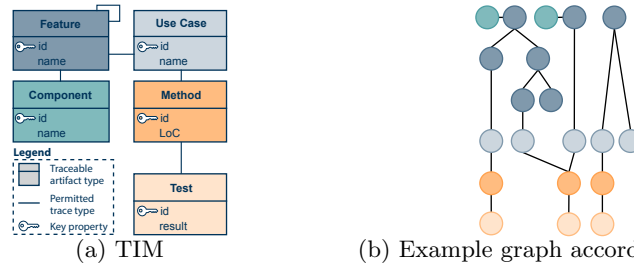 Feature
id
name
Use Case
id
name
Component
id
name
Method
id
LoC
Legend
Traceable
artifact type
Permitted
trace type
Key property
Test
id
result
(a) TIM
(b) Example graph accor